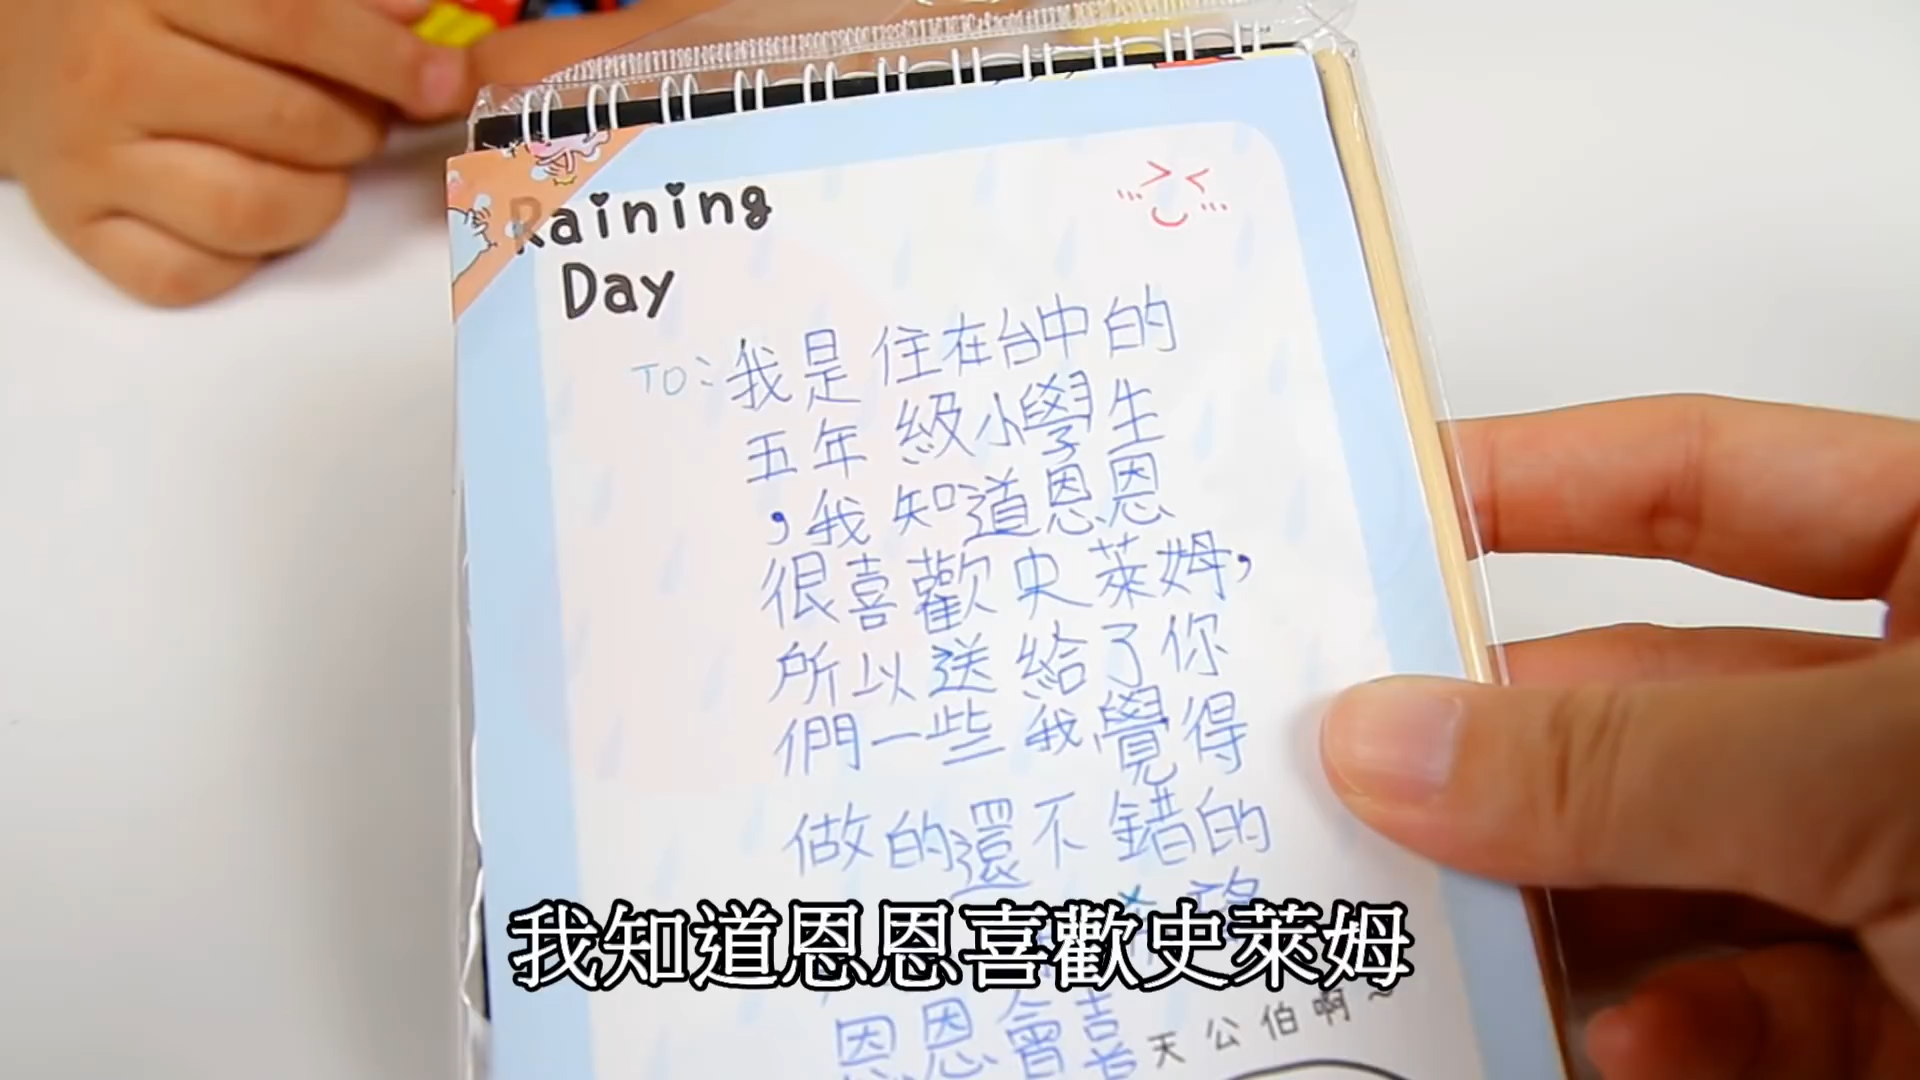 Raining
Day
TO:我是住在台中的
五年級小學生
,我知道恩恩
很喜歡史萊姆,
所以送給了你
們一些我覺得
做的還不錯的
我知道恩恩喜歡史萊姆
恩恩會喜
天公伯啊~